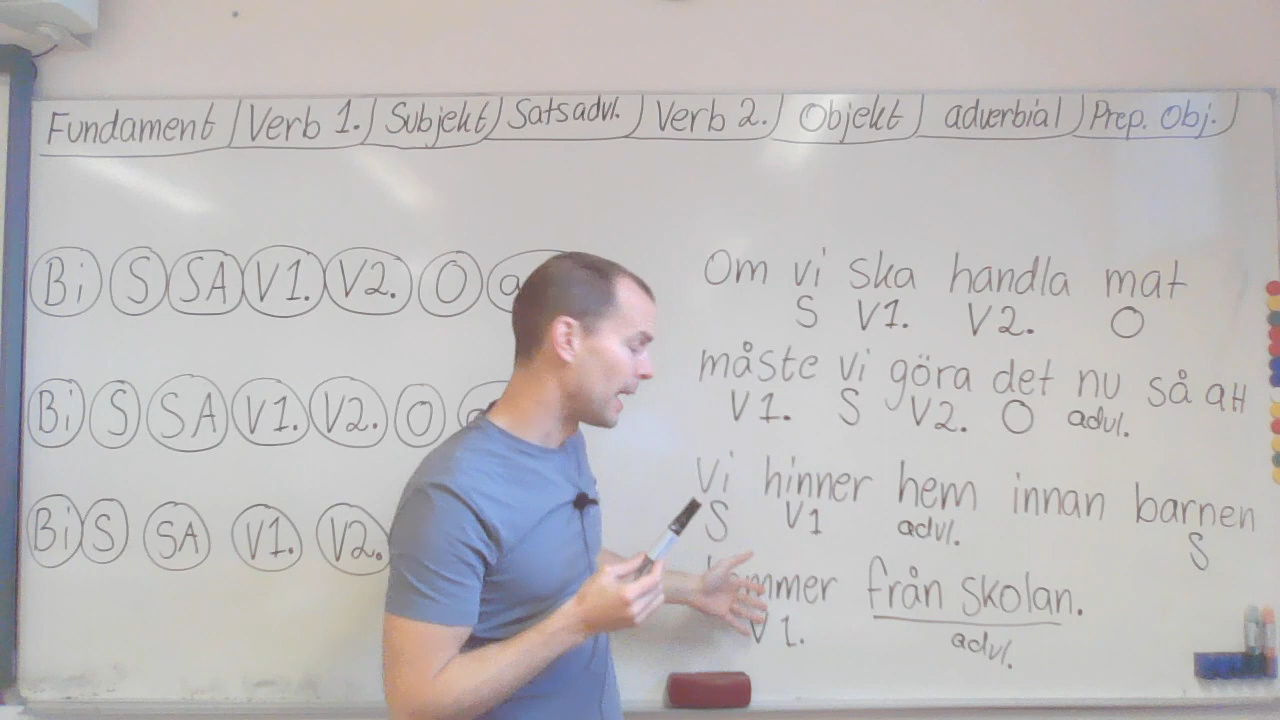 Fundament Verb 1. Subjekt Satsadvl. Verb 2. Objekt adverbial Prep. Obj.
Bi S SA V1. V2. O a
Om vi ska handla mat
S V1. V2. O
måste vi göra det nu så att
V1. S V2. O advl.
Bi S SA V1. V2. O
Vi hinner hem innan barnen
S V1 advl. S
Bi S SA V1. V2.
kommer från skolan.
V1. advl.